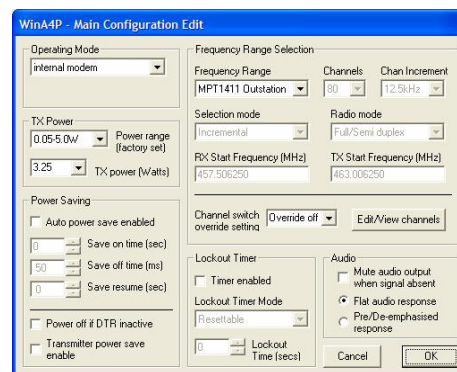 WinA4P - Main Configuration Edit
Operating Mode
internal modem
TX Power
0.05-5.0W
Power range
(factory set)
3.25
TX power (Watts)
Power Saving
Auto power save enabled
0
Save on time (sec)
50
Save off time (ms)
0
Save resume (sec)
Power off if DTR inactive
Transmitter power save
enable
Frequency Range Selection
Frequency Range
Channels
Chan Increment
MPT1411 Outstation
80
12.5kHz
Selection mode
Radio mode
Incremental
Full/Semi duplex
RX Start Frequency (MHz)
TX Start Frequency (MHz)
457.506250
463.006250
Channel switch
override setting
Override off
Edit/View channels
Lockout Timer
Timer enabled
Lockout Timer Mode
Resettable
0
Lockout
Time (secs)
Audio
Mute audio output
when signal absent
Flat audio response
Pre/De-emphasised
response
Cancel
OK